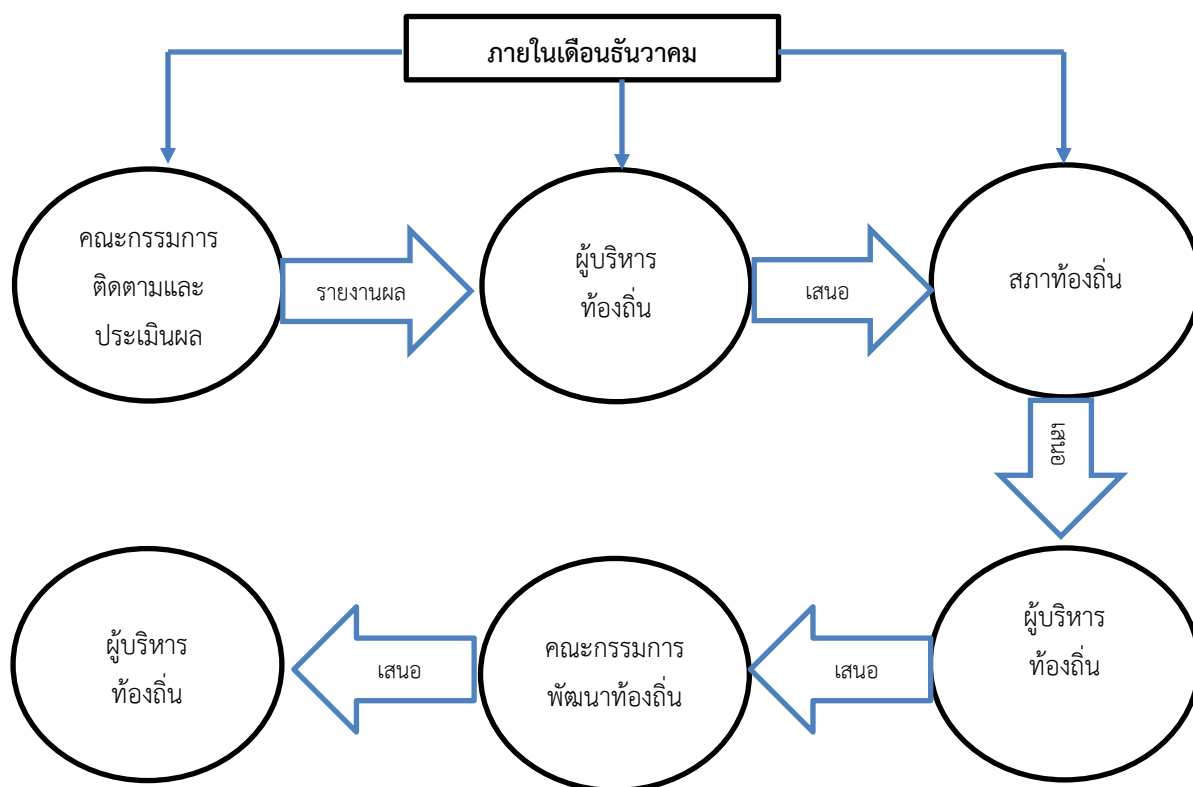 ภายในเดือนธันวาคม
คณะกรรมการ
ติดตามและ
ประเมินผล
รายงานผล
ผู้บริหาร
ท้องถิ่น
เสนอ
สภาท้องถิ่น
เสนอ
ผู้บริหาร
ท้องถิ่น
เสนอ
คณะกรรมการ
พัฒนาท้องถิ่น
เสนอ
ผู้บริหาร
ท้องถิ่น